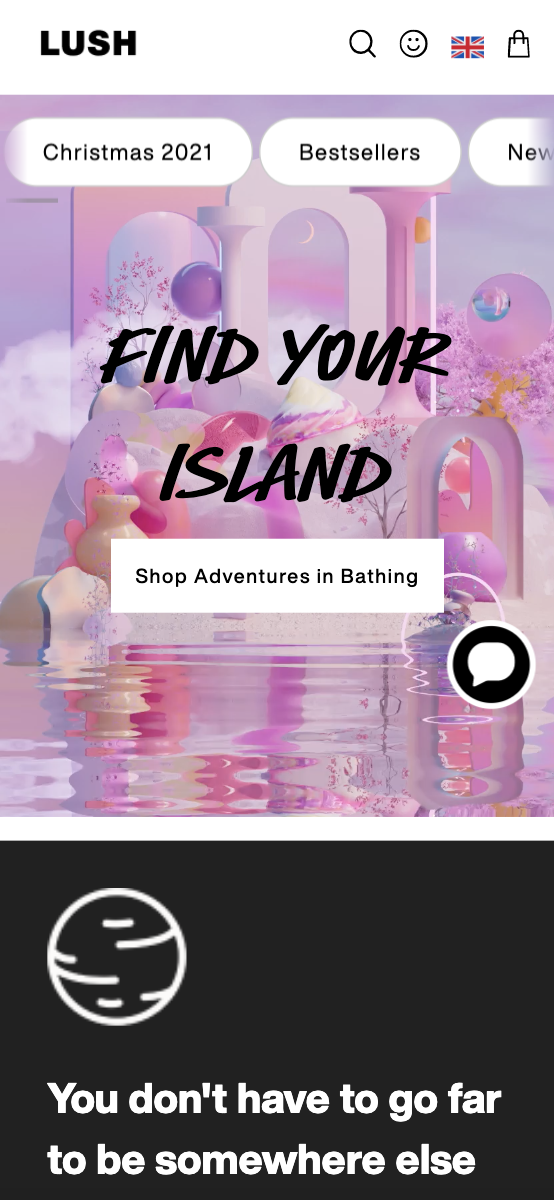 LUSH
Christmas 2021
Bestsellers
New
FIND YOUR
ISLAND
Shop Adventures in Bathing
You don't have to go far
to be somewhere else